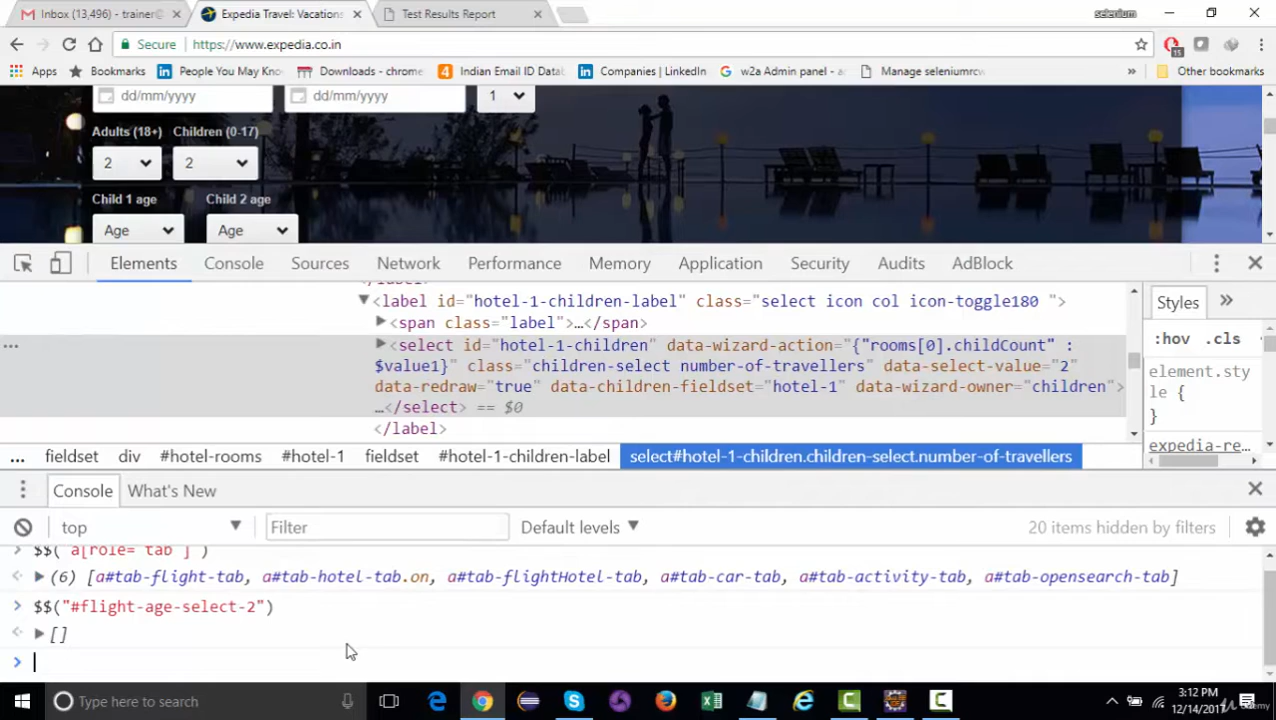 Inbox (13,496) - trainer@
Expedia Travel: Vacations
Test Results Report
selenium
Secure
https://www.expedia.co.in
15
Apps
Bookmarks
People You May Kno
Downloads - chrome
Indian Email ID Datab
Companies | LinkedIn
w2a Admin panel - a
Manage seleniumrcw
»
Other bookmarks
dd/mm/yyyy
dd/mm/yyyy
1
Adults (18+)
Children (0-17)
2
2
Child 1 age
Child 2 age
Age
Age
Elements
Console
Sources
Network
Performance
Memory
Application
Security
Audits
AdBlock
<label id="hotel-1-children-label" class="select icon col icon-toggle180 ">
<span class="label">…</span>
<select id="hotel-1-children" data-wizard-action="{"rooms[0].childCount" :
$value1}" class="children-select number-of-travellers" data-select-value="2"
data-redraw="true" data-children-fieldset="hotel-1" data-wizard-owner="children">
…</select> == $0
</label>
Styles
»
:hov .cls
element.sty
le {
}
expedia-re…
... fieldset div #hotel-rooms #hotel-1 fieldset #hotel-1-children-label select#hotel-1-children.children-select.number-of-travellers
Console
What's New
top
Filter
Default levels
20 items hidden by filters
$$( a[role= tab ] )
(6) [a#tab-flight-tab, a#tab-hotel-tab.on, a#tab-flightHotel-tab, a#tab-car-tab, a#tab-activity-tab, a#tab-opensearch-tab]
$$("#flight-age-select-2")
[]
Type here to search
3:12 PM
12/14/2017
Udemy